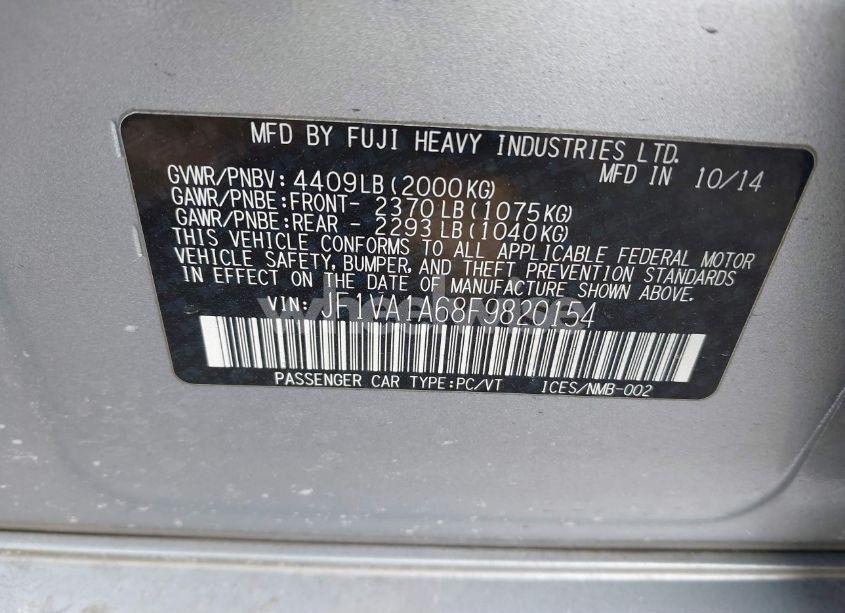 MFD BY FUJI HEAVY INDUSTRIES LTD.
MFD IN 10/14
GVWR/PNBV: 4409LB(2000KG)
GAWR/PNBE:FRONT- 2370LB(1075KG)
GAWR/PNBE:REAR - 2293LB(1040KG)
THIS VEHICLE CONFORMS TO ALL APPLICABLE FEDERAL MOTOR
VEHICLE SAFETY, BUMPER, AND THEFT PREVENTION STANDARDS
IN EFFECT ON THE DATE OF MANUFACTURE SHOWN ABOVE.
VIN: JF1VA1A68F9820154
PASSENGER CAR TYPE:PC/VT ICES/NMB-002